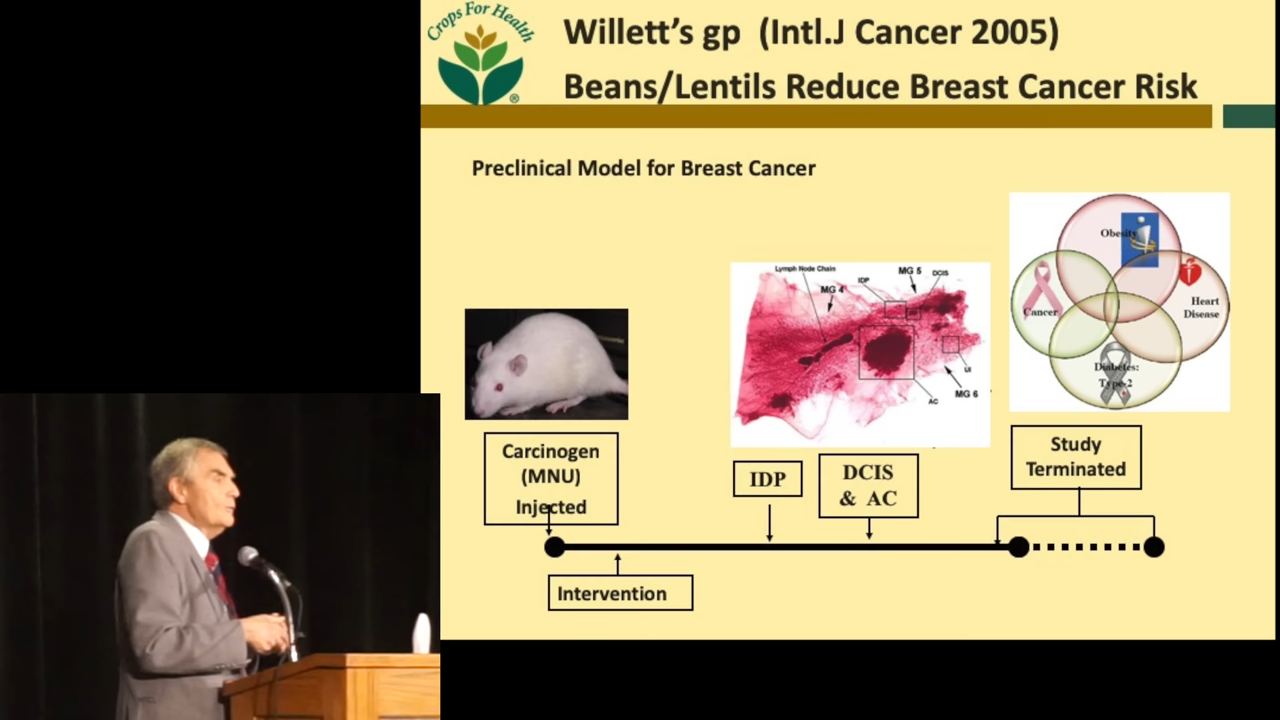 Crops For Health
®
Willett’s gp (Intl.J Cancer 2005)
Beans/Lentils Reduce Breast Cancer Risk
Preclinical Model for Breast Cancer
Lymph Node Chain
IDP
MG 5
DCIS
MG 4
UI
AC
MG 6
Obesity
Cancer
Heart
Disease
Diabetes:
Type-2
Carcinogen
(MNU)
Injected
IDP
DCIS
& AC
Study
Terminated
Intervention